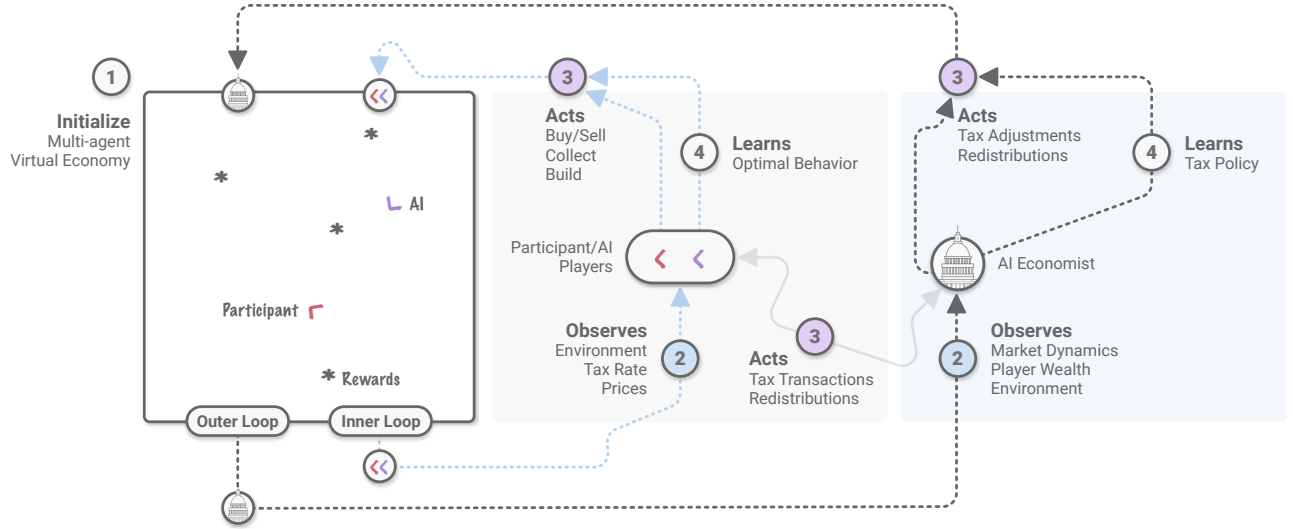 1
Initialize
Multi-agent
Virtual Economy
AI
Participant
Rewards
Outer Loop
Inner Loop
3
Acts
Buy/Sell
Collect
Build
4
Learns
Optimal Behavior
Participant/AI
Players
Observes
Environment
Tax Rate
Prices
2
3
Acts
Tax Transactions
Redistributions
3
Acts
Tax Adjustments
Redistributions
4
Learns
Tax Policy
AI Economist
2
Observes
Market Dynamics
Player Wealth
Environment